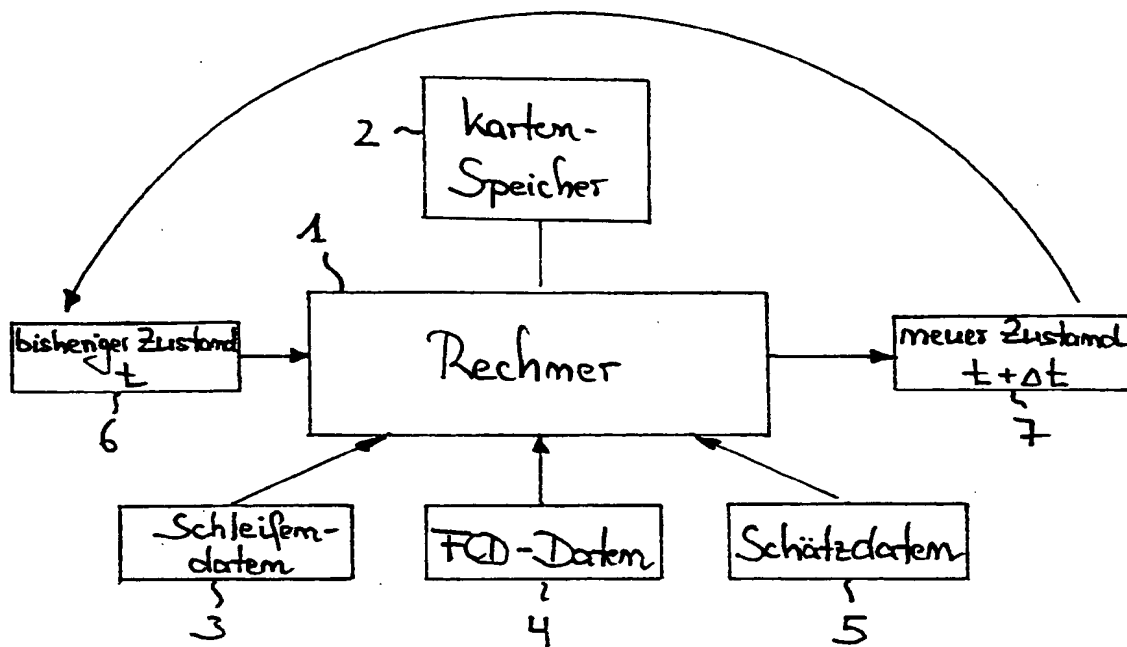 2
Karten-
Speicher
1
bisheriger Zustand
t
Rechner
neuer Zustand
t + Δt
6
7
Schleifen-
daten
FCD-Daten
Schätzdaten
3
4
5